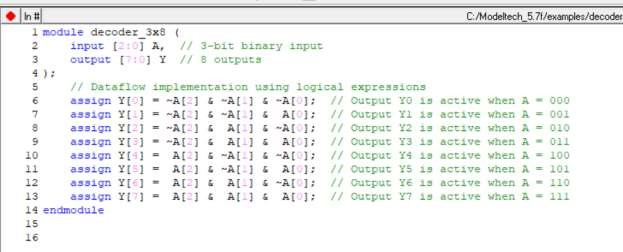 ln # C:/Modeltech_5.7f/examples/decoder
1 module decoder_3x8 (
2 input [2:0] A, // 3-bit binary input
3 output [7:0] Y // 8 outputs
4 );
5 // Dataflow implementation using logical expressions
6 assign Y[0] = ~A[2] & ~A[1] & ~A[0]; // Output Y0 is active when A = 000
7 assign Y[1] = ~A[2] & ~A[1] & A[0]; // Output Y1 is active when A = 001
8 assign Y[2] = ~A[2] & A[1] & ~A[0]; // Output Y2 is active when A = 010
9 assign Y[3] = ~A[2] & A[1] & A[0]; // Output Y3 is active when A = 011
10 assign Y[4] = A[2] & ~A[1] & ~A[0]; // Output Y4 is active when A = 100
11 assign Y[5] = A[2] & ~A[1] & A[0]; // Output Y5 is active when A = 101
12 assign Y[6] = A[2] & A[1] & ~A[0]; // Output Y6 is active when A = 110
13 assign Y[7] = A[2] & A[1] & A[0]; // Output Y7 is active when A = 111
14 endmodule
15
16